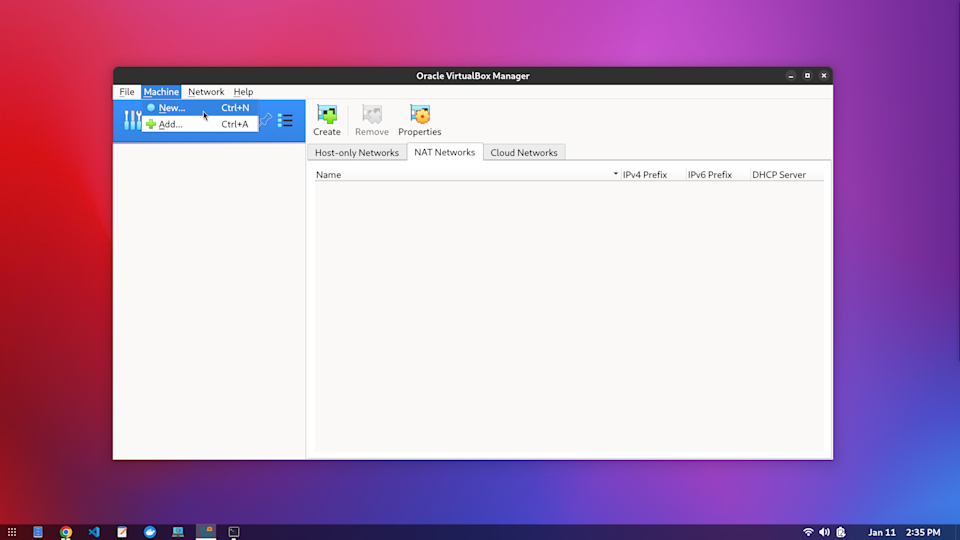 Oracle VirtualBox Manager
File Machine Network Help
New... Ctrl+N
Add... Ctrl+A
Create Remove Properties
Host-only Networks NAT Networks Cloud Networks
Name IPv4 Prefix IPv6 Prefix DHCP Server
Jan 11 2:35 PM